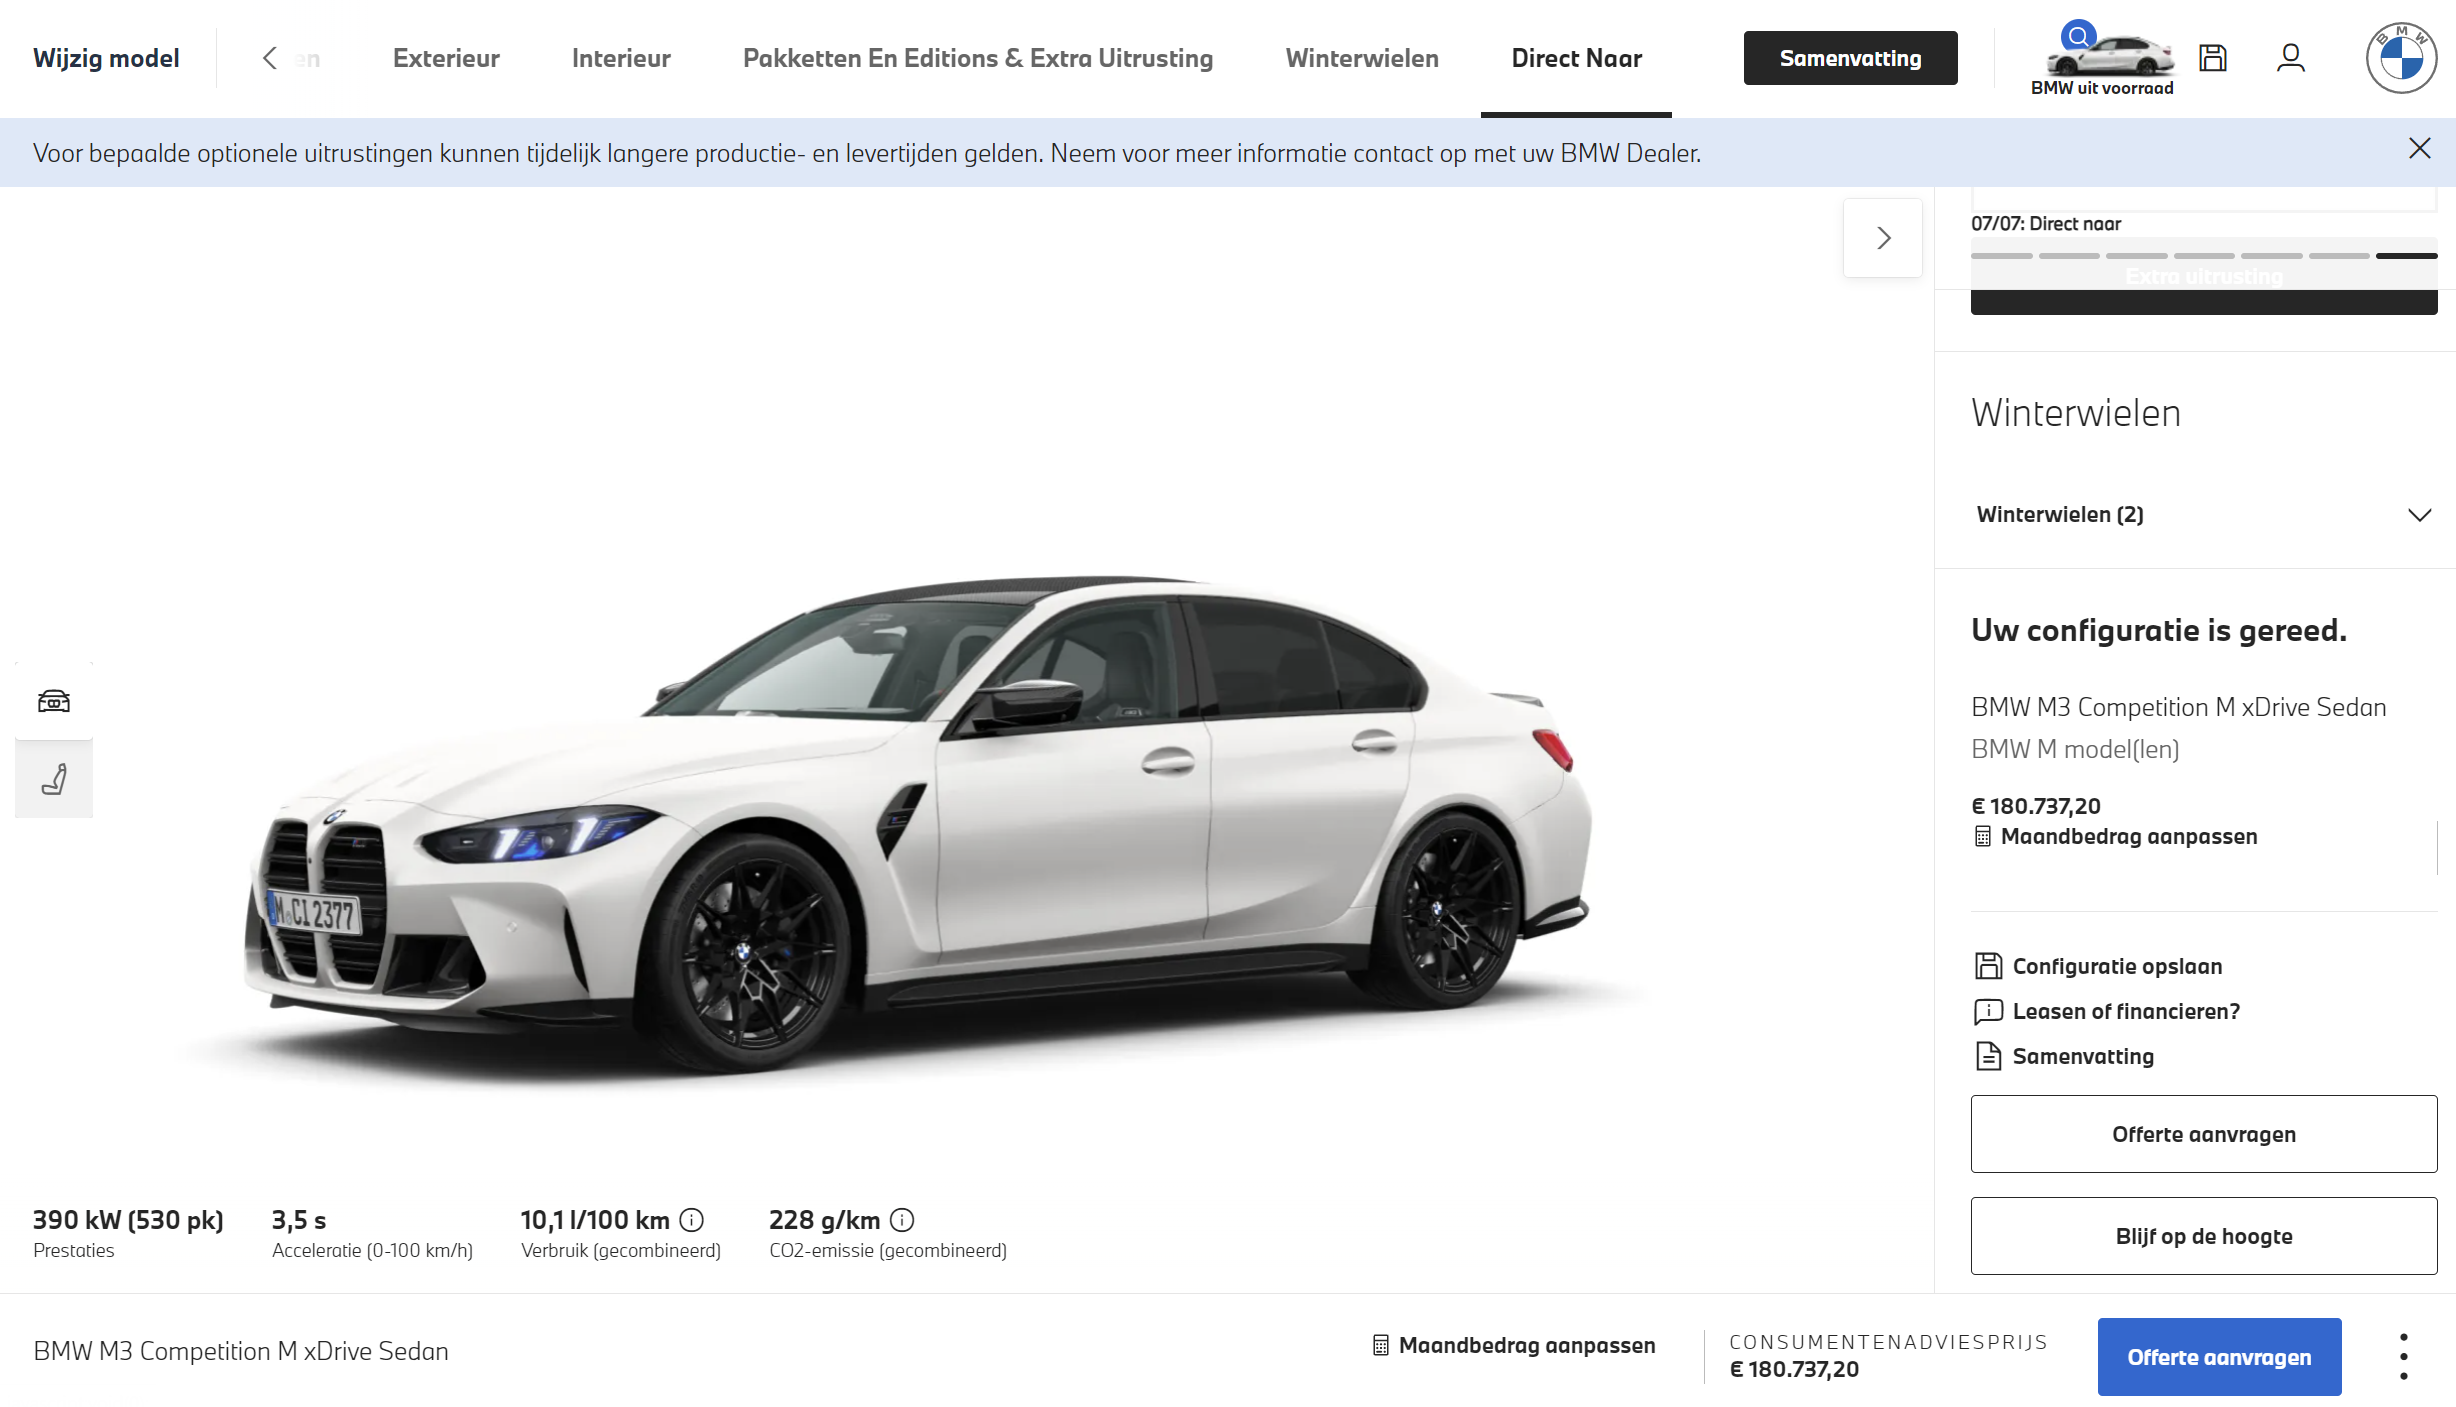 Wijzig model
en
Exterieur
Interieur
Pakketten En Editions & Extra Uitrusting
Winterwielen
Direct Naar
Samenvatting
BMW uit voorraad
BMW
Voor bepaalde optionele uitrustingen kunnen tijdelijk langere productie- en levertijden gelden. Neem voor meer informatie contact op met uw BMW Dealer.
07/07: Direct naar
Extra uitrusting
Winterwielen
Winterwielen (2)
Uw configuratie is gereed.
BMW M3 Competition M xDrive Sedan
BMW M model(len)
€ 180.737,20
Maandbedrag aanpassen
Configuratie opslaan
Leasen of financieren?
Samenvatting
Offerte aanvragen
Blijf op de hoogte
M CI 2377
390 kW (530 pk)
Prestaties
3,5 s
Acceleratie (0-100 km/h)
10,1 l/100 km
Verbruik (gecombineerd)
228 g/km
CO2-emissie (gecombineerd)
BMW M3 Competition M xDrive Sedan
Maandbedrag aanpassen
CONSUMENTENADVIESPRIJS
€ 180.737,20
Offerte aanvragen